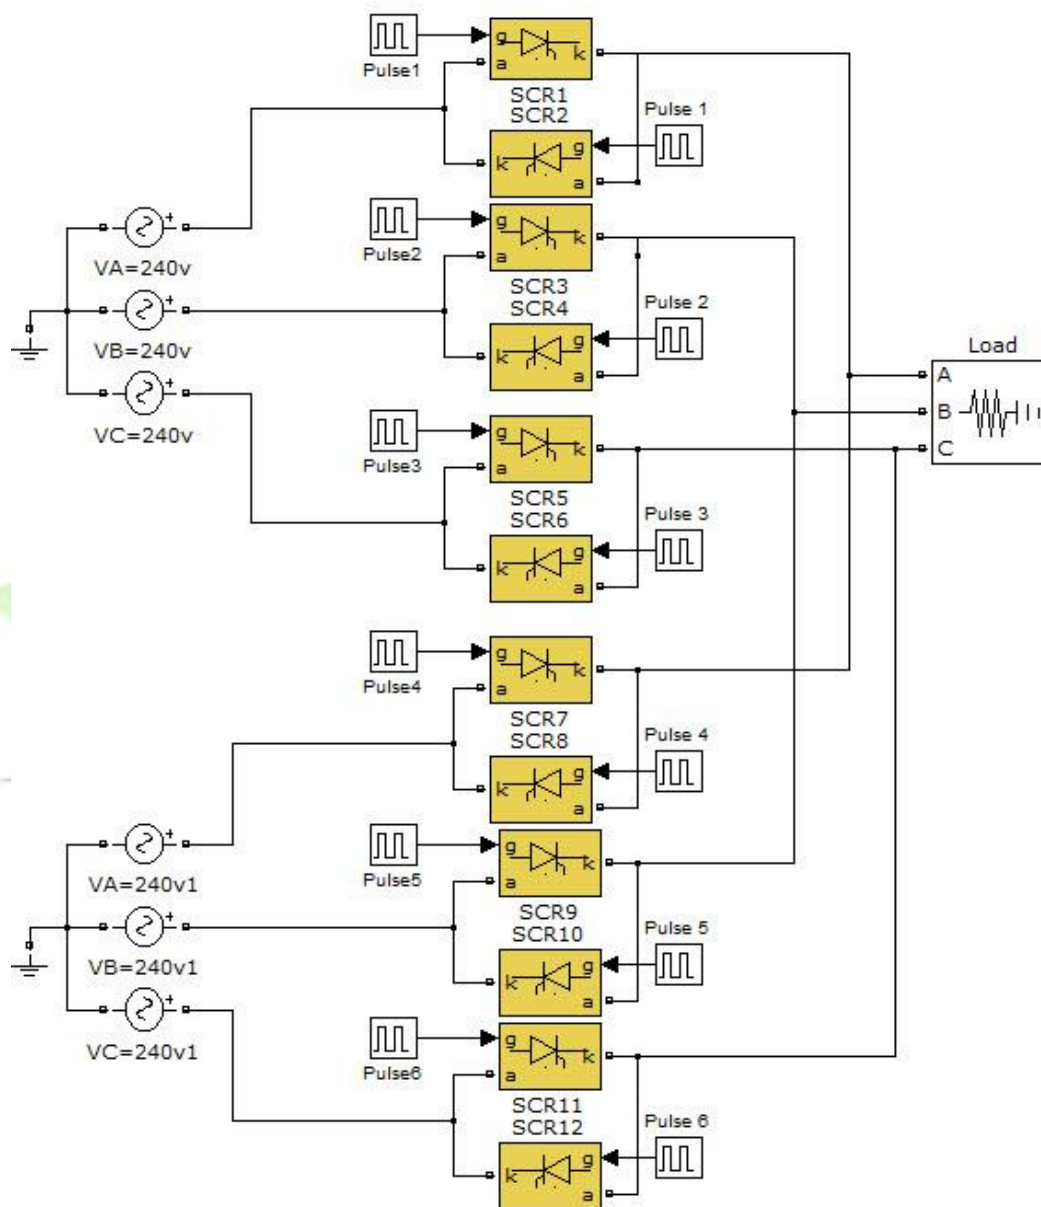 Pulse1
g
a
k
SCR1
SCR2
Pulse 1
k
g
a
Pulse2
g
a
k
VA=240v
SCR3
SCR4
Pulse 2
VB=240v
k
g
a
Load
A
B
C
VC=240v
Pulse3
g
a
k
SCR5
SCR6
Pulse 3
k
g
a
Pulse4
g
a
k
SCR7
SCR8
Pulse 4
k
g
a
Pulse5
g
a
k
VA=240v1
SCR9
SCR10
Pulse 5
VB=240v1
k
g
a
Pulse6
g
a
k
VC=240v1
SCR11
SCR12
Pulse 6
k
g
a